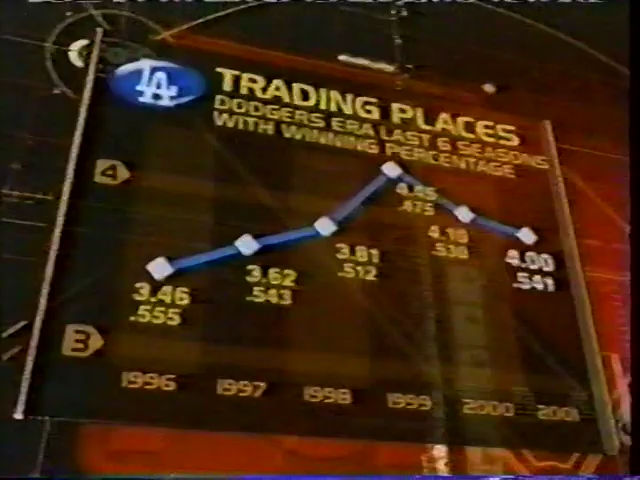 LA
TRADING PLACES
DODGERS ERA LAST 6 SEASONS
WITH WINNING PERCENTAGE
4
4.45
.475
3.81
.512
4.10
.530
4.00
.541
3.62
.543
3.46
.555
3
1996 1997 1998 1999 2000 2001